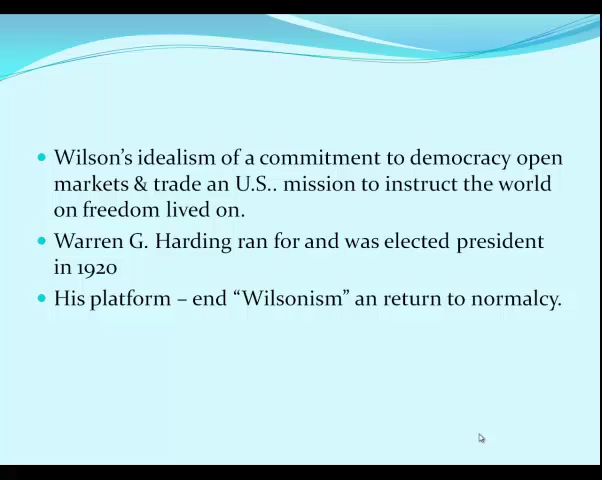 • Wilson's idealism of a commitment to democracy open
markets & trade an U.S.. mission to instruct the world
on freedom lived on.
• Warren G. Harding ran for and was elected president
in 1920
• His platform – end “Wilsonism” an return to normalcy.